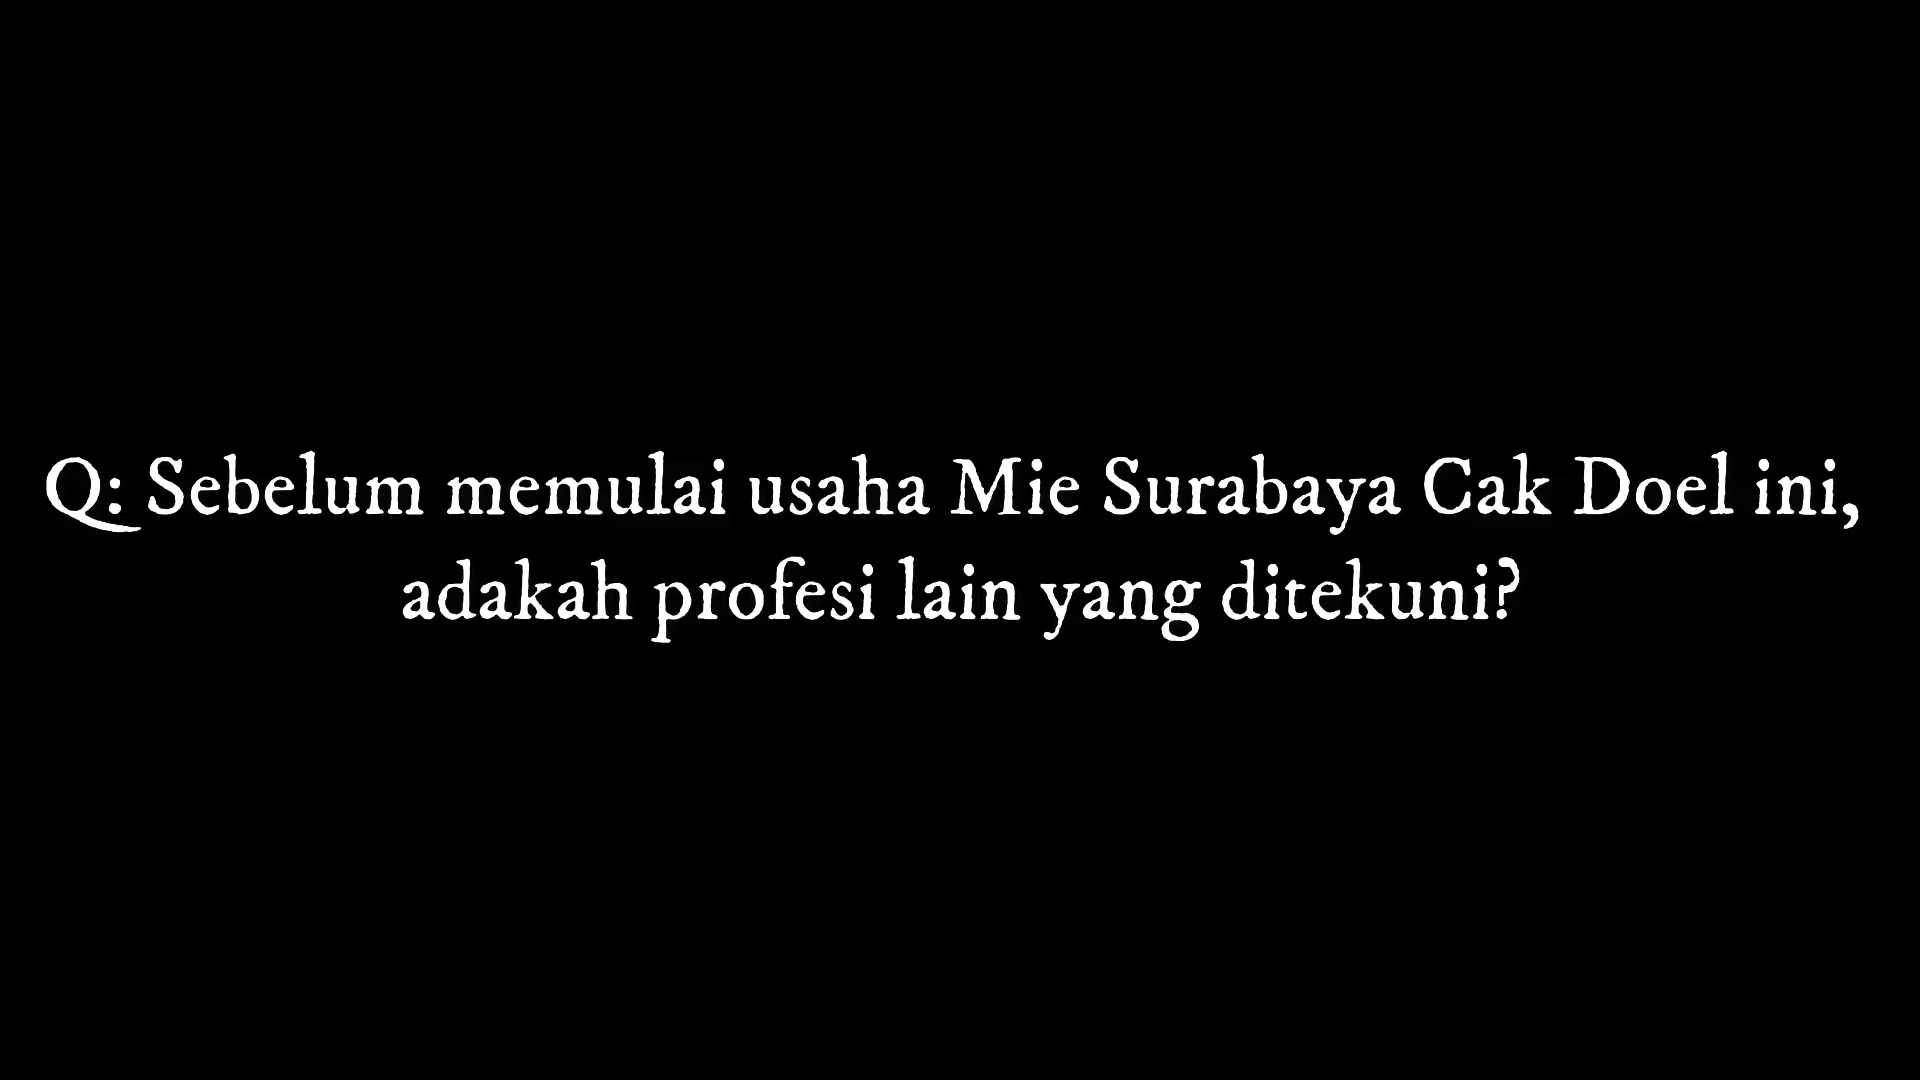 Q: Sebelum memulai usaha Mie Surabaya Cak Doel ini,
adakah profesi lain yang ditekuni?